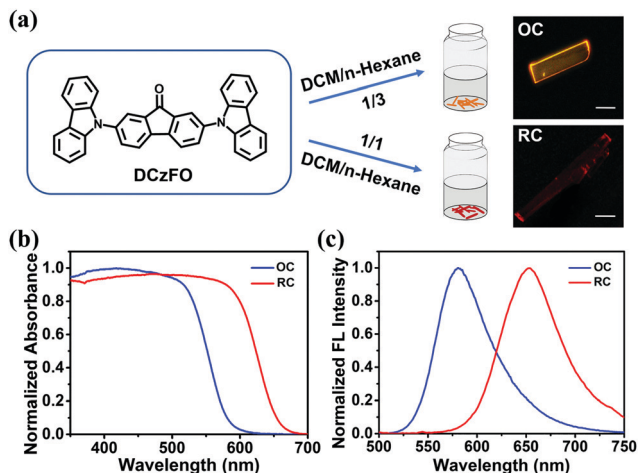 (a)
O
N
N
DCzFO
DCM/n-Hexane
1/3
1/1
DCM/n-Hexane
OC
RC
(b)
Normalized Absorbance
1.0
0.8
0.6
0.4
0.2
0.0
OC
RC
400
500
600
700
Wavelength (nm)
(c)
Normalized FL Intensity
1.0
0.8
0.6
0.4
0.2
0.0
OC
RC
500
550
600
650
700
750
Wavelength (nm)